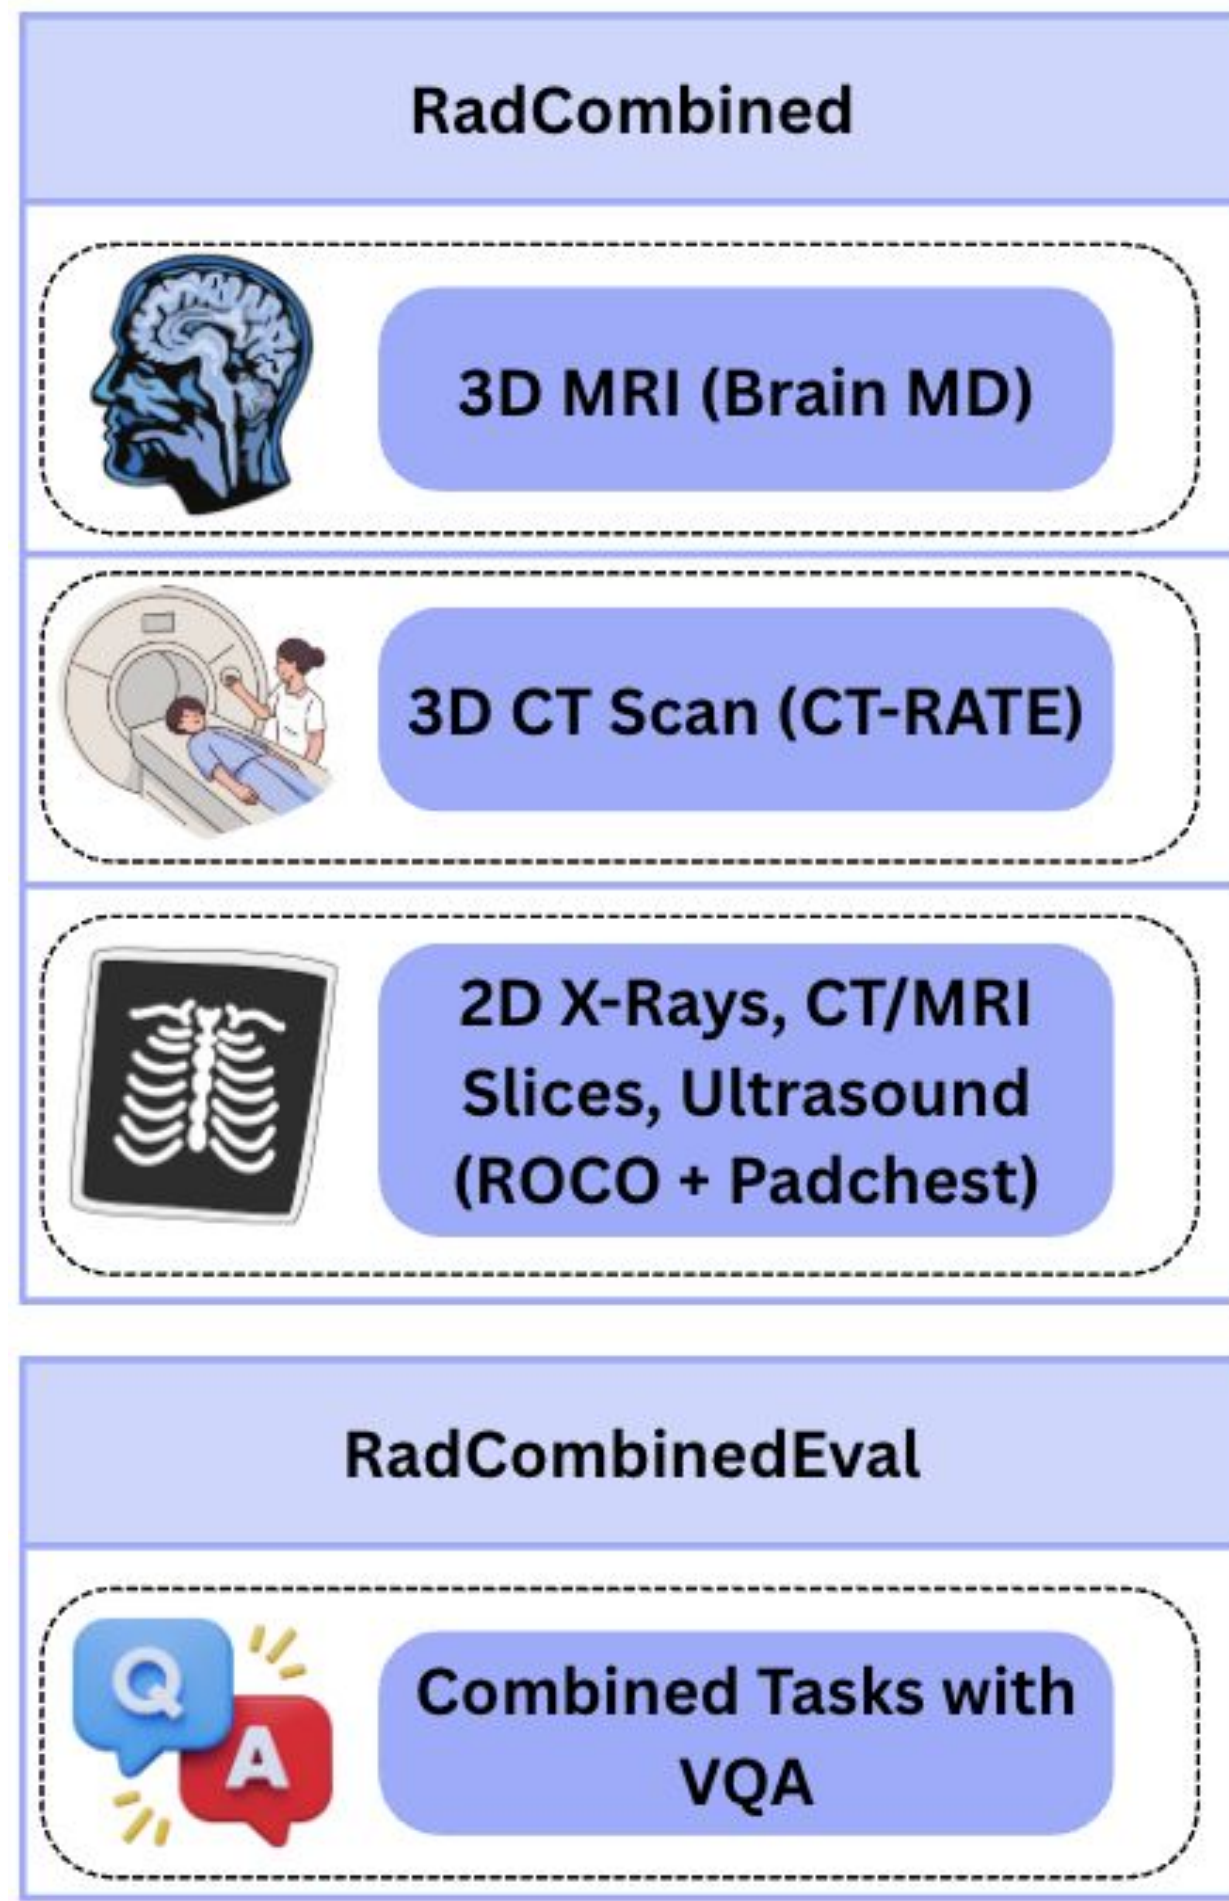 RadCombined
3D MRI (Brain MD)
3D CT Scan (CT-RATE)
2D X-Rays, CT/MRI
Slices, Ultrasound
(ROCO + Padchest)
RadCombinedEval
Q
A
Combined Tasks with
VQA